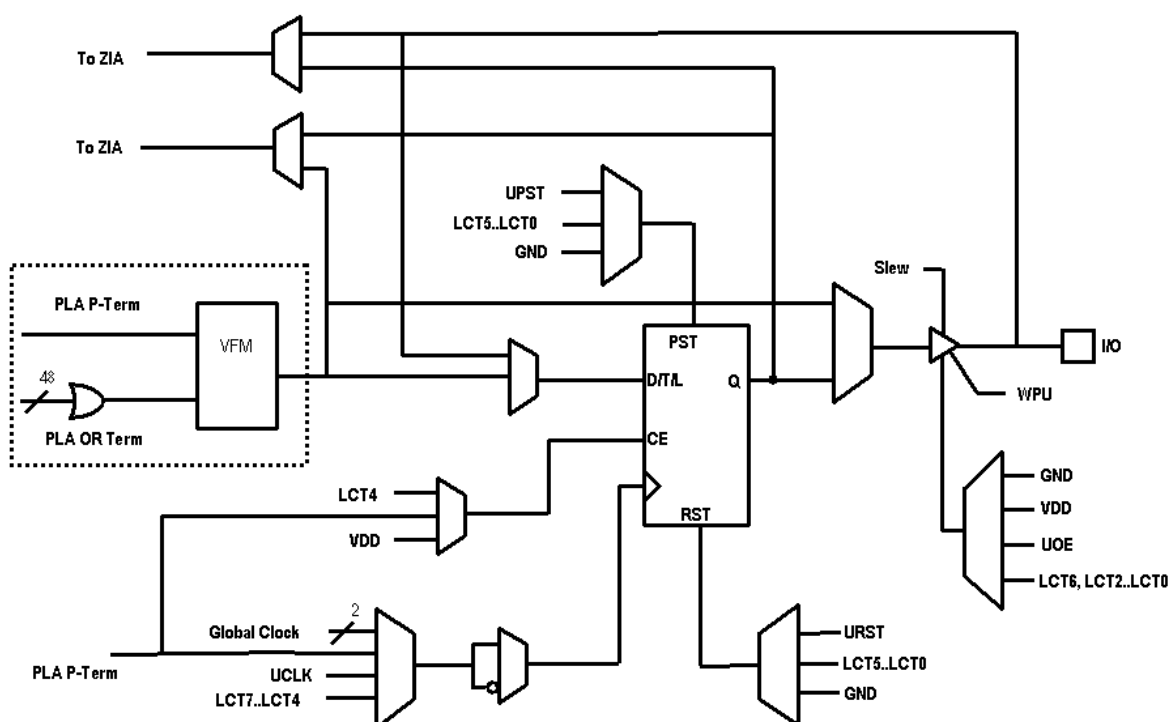 To ZIA
To ZIA
UPST
LCT5..LCT0
GND
Slew
PLA P-Term
VFM
48
PLA OR Term
PST
D/T/L
Q
CE
RST
I/O
WPU
LCT4
VDD
GND
VDD
UOE
LCT6, LCT2..LCT0
2
Global Clock
PLA P-Term
UCLK
LCT7..LCT4
URST
LCT5..LCT0
GND